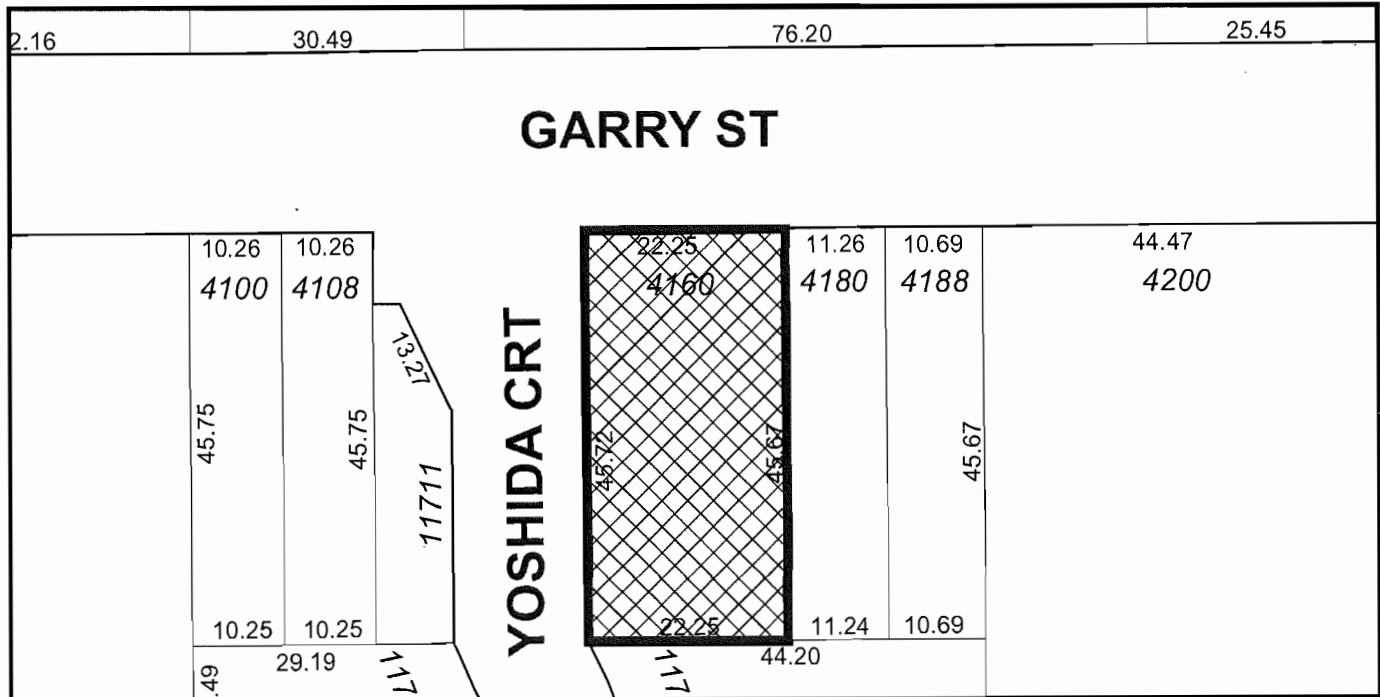 2.16 30.49 76.20 25.45
GARRY ST
10.26 10.26 22.25 11.26 10.69 44.47
4100 4108 4160 4180 4188 4200
13.27
YOSHIDA CRT
45.75 45.75 11711 45.72 45.67 45.67
10.25 10.25 22.25 11.24 10.69
29.19 44.20
.49 117 117